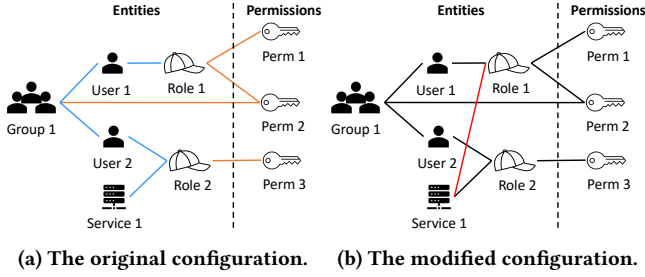 Entities
Permissions
Perm 1
User 1
Role 1
Group 1
Perm 2
User 2
Role 2
Perm 3
Service 1
(a) The original configuration.
Entities
Permissions
Perm 1
User 1
Role 1
Group 1
Perm 2
User 2
Role 2
Perm 3
Service 1
(b) The modified configuration.